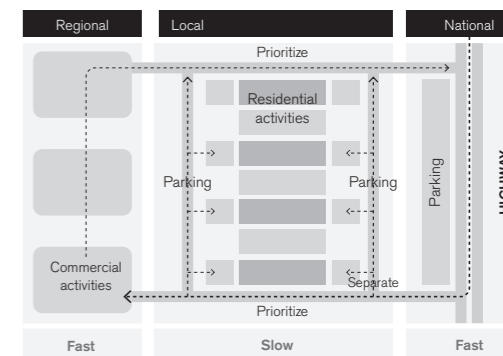 Regional Local National
Prioritize
Residential
activities
Parking Parking
Parking
HIGHWAY
Commercial
activities
Separate
Prioritize
Fast Slow Fast